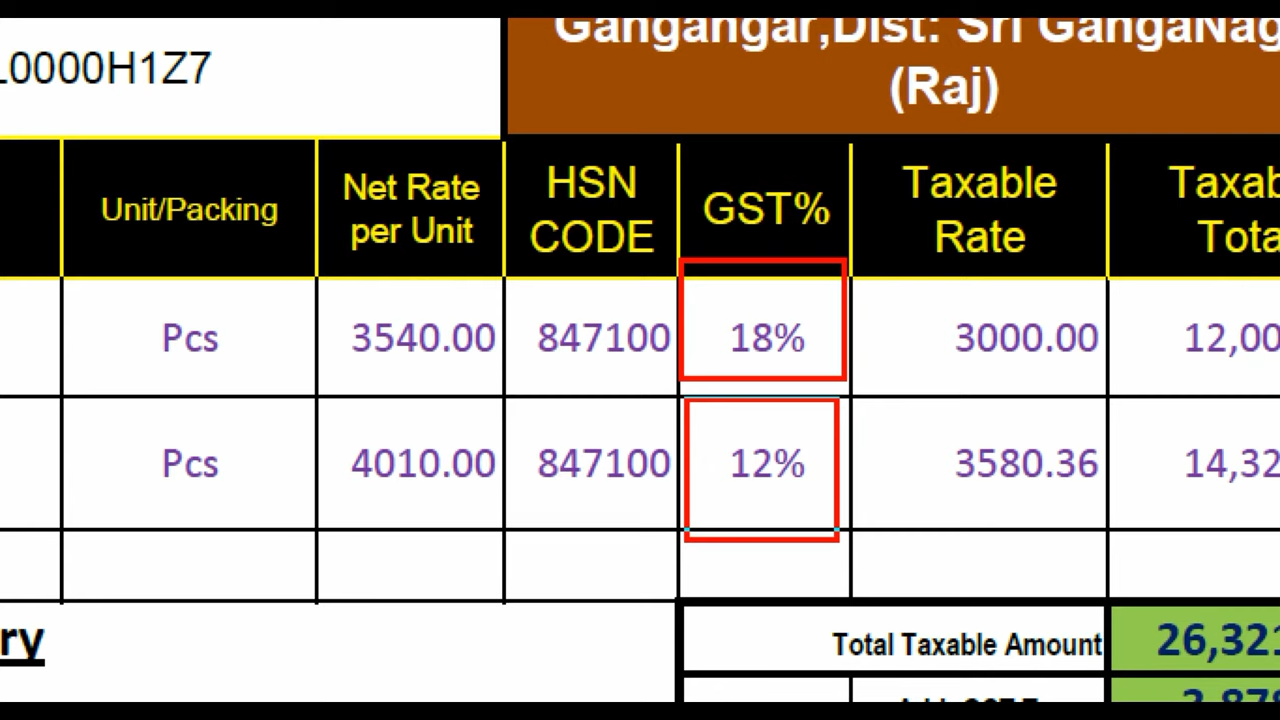 Gangangar,Dist: Sri GangaNag
L0000H1Z7
(Raj)
Unit/Packing
Net Rate
per Unit
HSN
CODE
GST%
Taxable
Rate
Taxab
Tota
Pcs 3540.00 847100 18% 3000.00 12,00
Pcs 4010.00 847100 12% 3580.36 14,32
ry
Total Taxable Amount 26,321